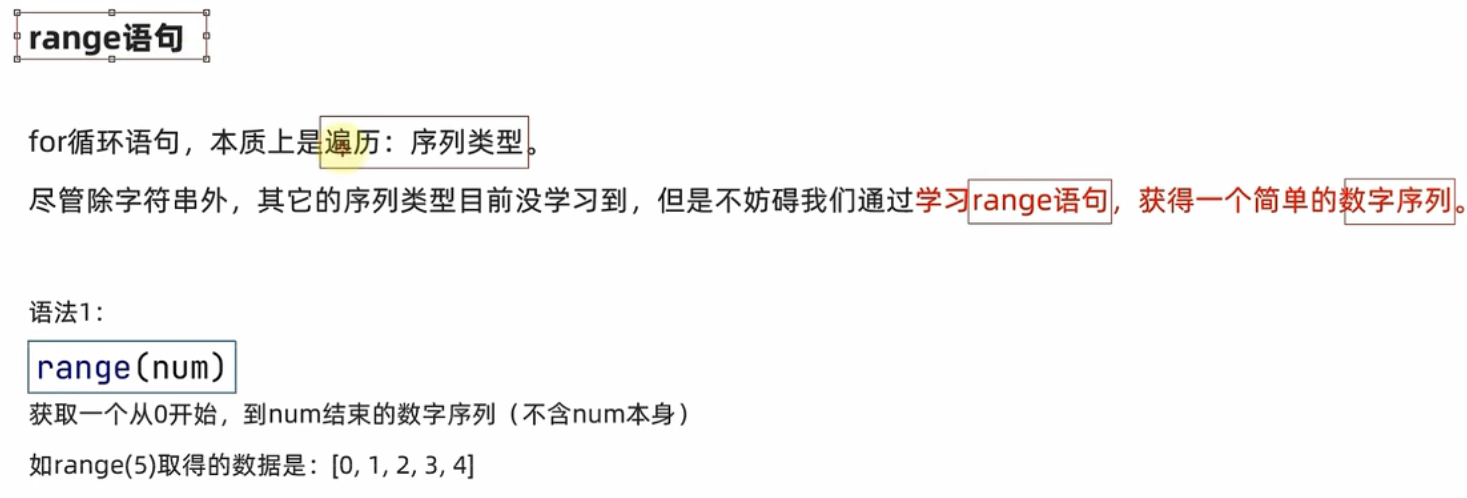 range语句
for循环语句，本质上是遍历：序列类型。
尽管除字符串外，其它的序列类型目前没学习到，但是不妨碍我们通过学习range语句，获得一个简单的数字序列。
语法1：
range(num)
获取一个从0开始，到num结束的数字序列（不含num本身）
如range(5)取得的数据是：[0, 1, 2, 3, 4]